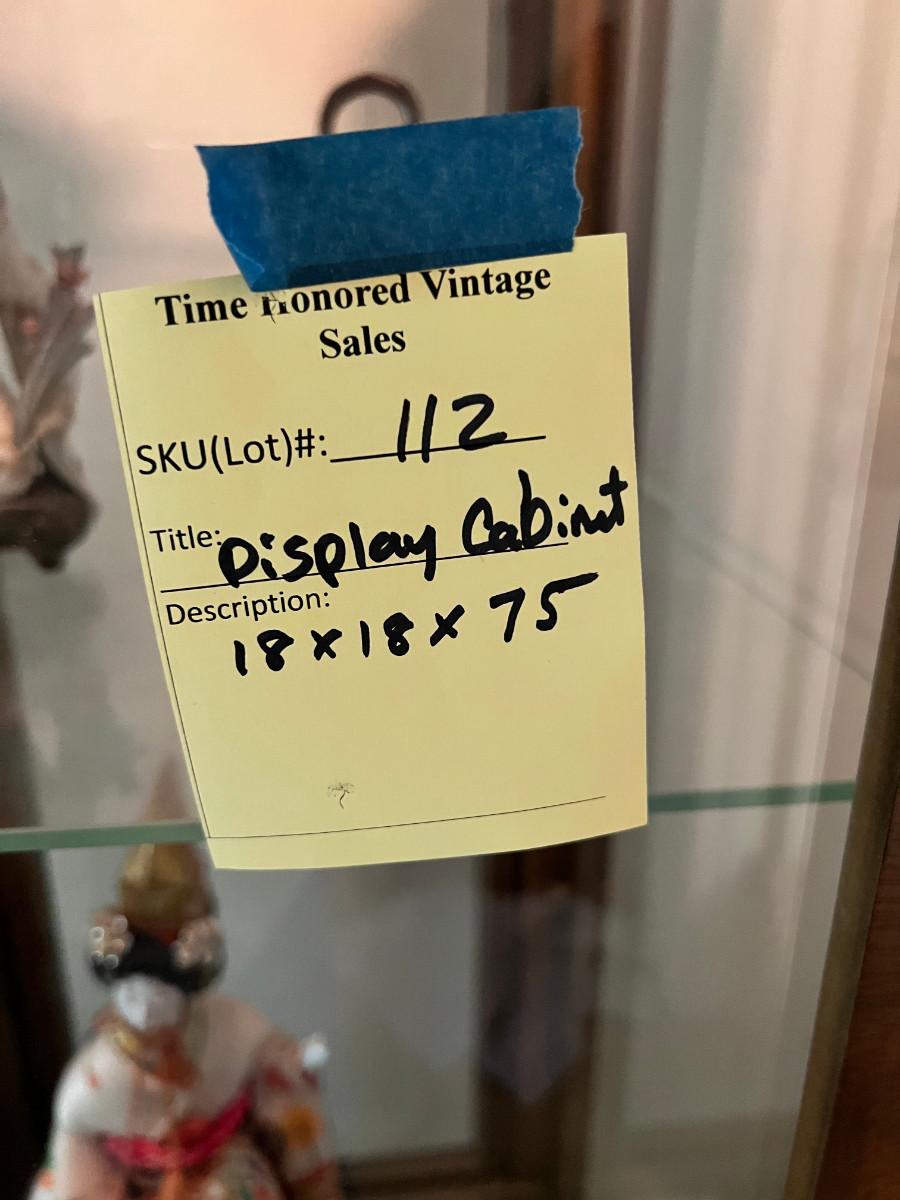 Time Honored Vintage
Sales
SKU(Lot)#: 112
Title: Display Cabinet
Description:
18 x 18 x 75